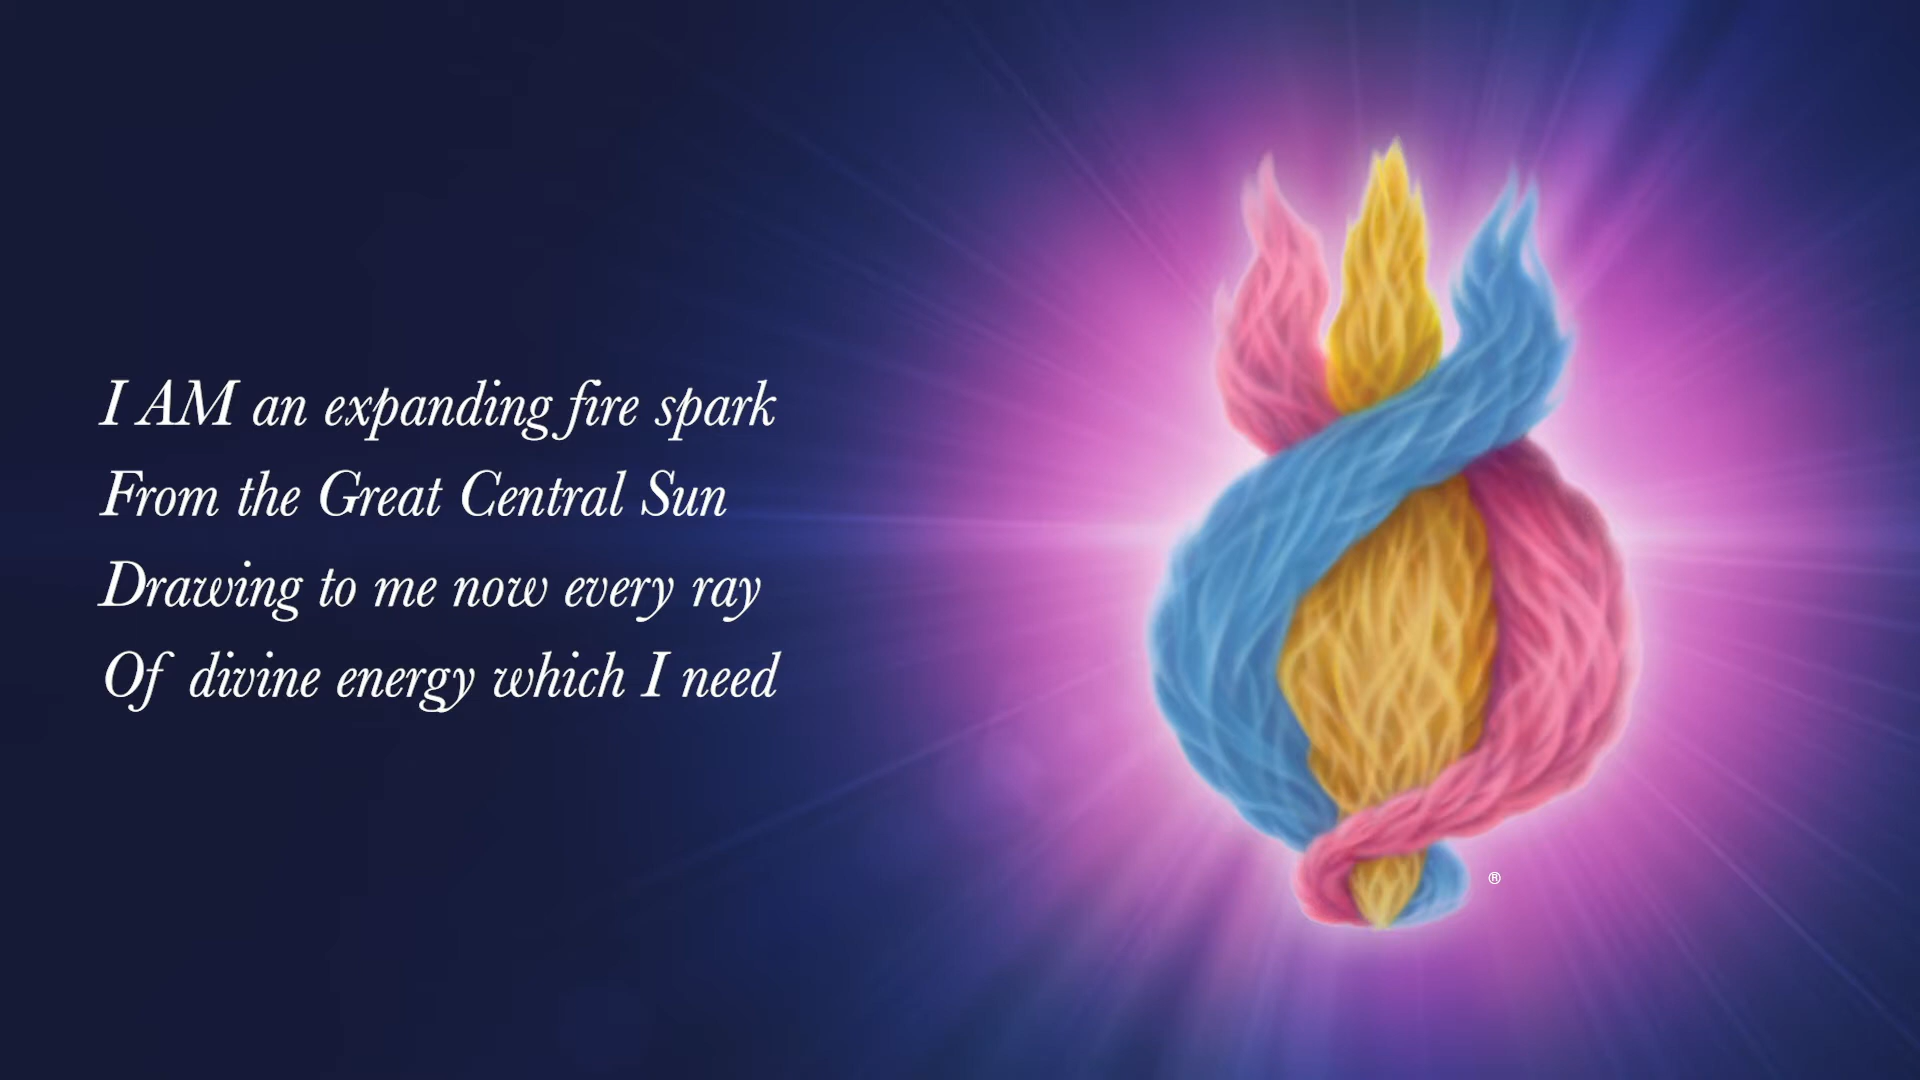 I AM an expanding fire spark
From the Great Central Sun
Drawing to me now every ray
Of divine energy which I need
®